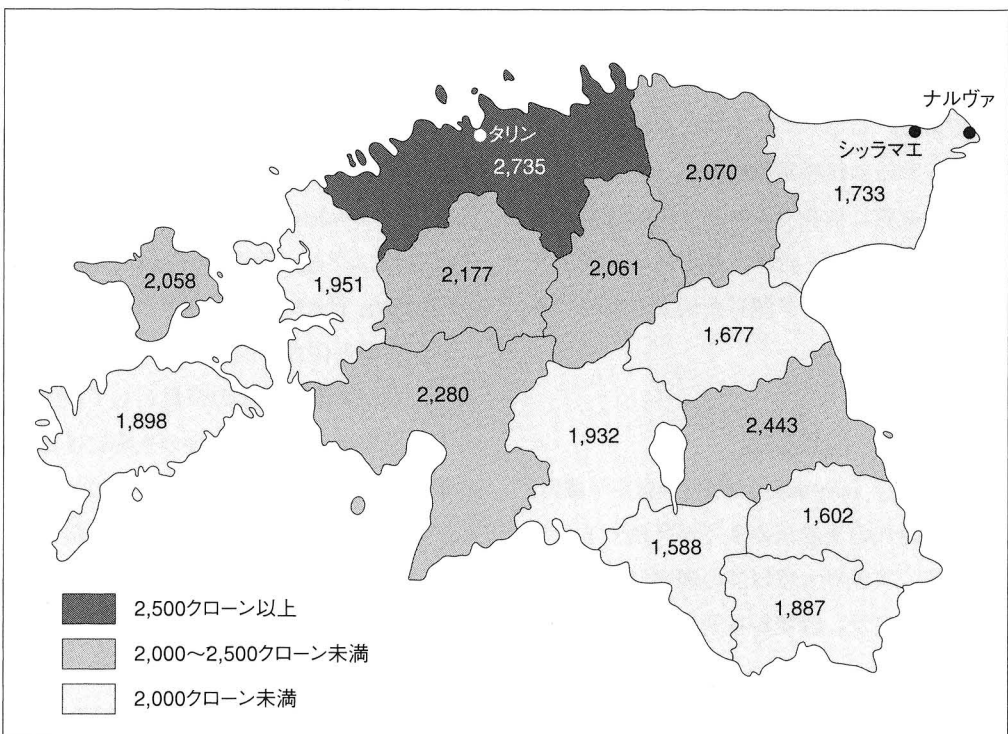 ナルヴァ
タリン
シッラマエ
2,735
2,070
1,733
2,058
1,951
2,177
2,061
1,677
2,280
1,898
1,932
2,443
1,602
1,588
1,887
2,500クローン以上
2,000〜2,500クローン未満
2,000クローン未満